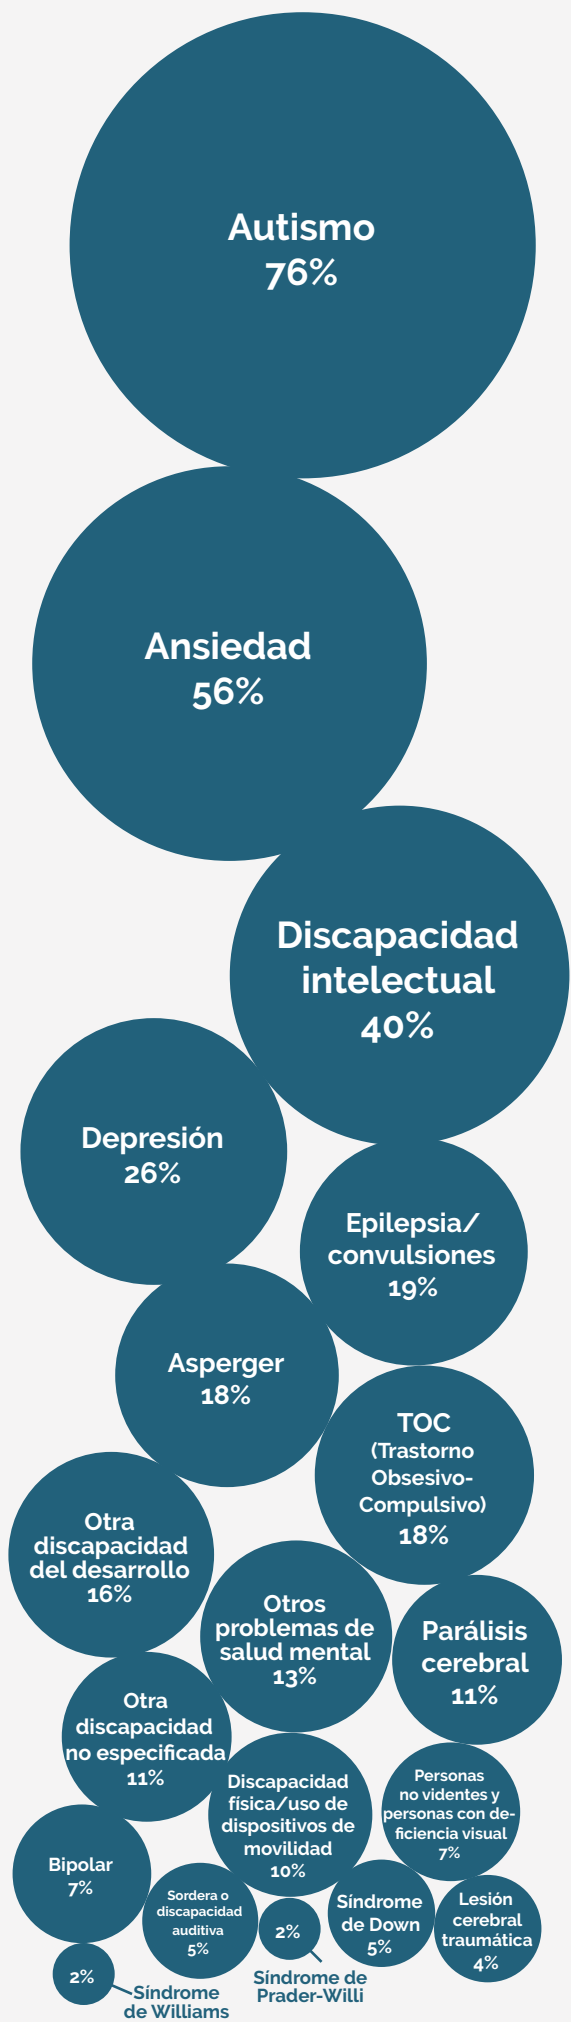 Autismo
76%
Ansiedad
56%
Discapacidad
intelectual
40%
Depresión
26%
Epilepsia/
convulsiones
19%
Asperger
18%
TOC
(Trastorno
Obsesivo-
Compulsivo)
18%
Otra
discapacidad
del desarrollo
16%
Otros
problemas de
salud mental
13%
Parálisis
cerebral
11%
Otra
discapacidad
no especificada
11%
Discapacidad
física/uso de
dispositivos de
movilidad
10%
Personas
no videntes y
personas con de-
ficiencia visual
7%
Bipolar
7%
Sordera o
discapacidad
auditiva
5%
2%
Síndrome de
Prader-Willi
Síndrome
de Down
5%
Lesión
cerebral
traumática
4%
2%
Síndrome
de Williams